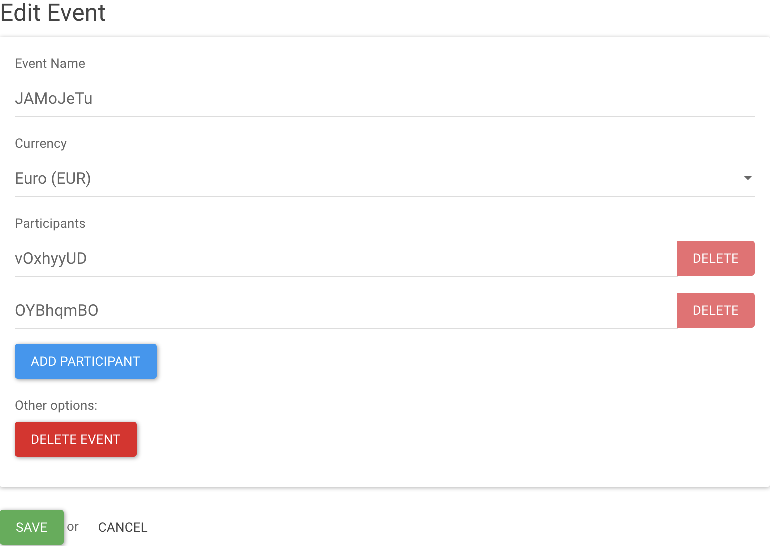 Edit Event
Event Name
JAMoJeTu
Currency
Euro (EUR)
Participants
vOxhyyUD DELETE
OYBhqmBO DELETE
ADD PARTICIPANT
Other options:
DELETE EVENT
SAVE or CANCEL